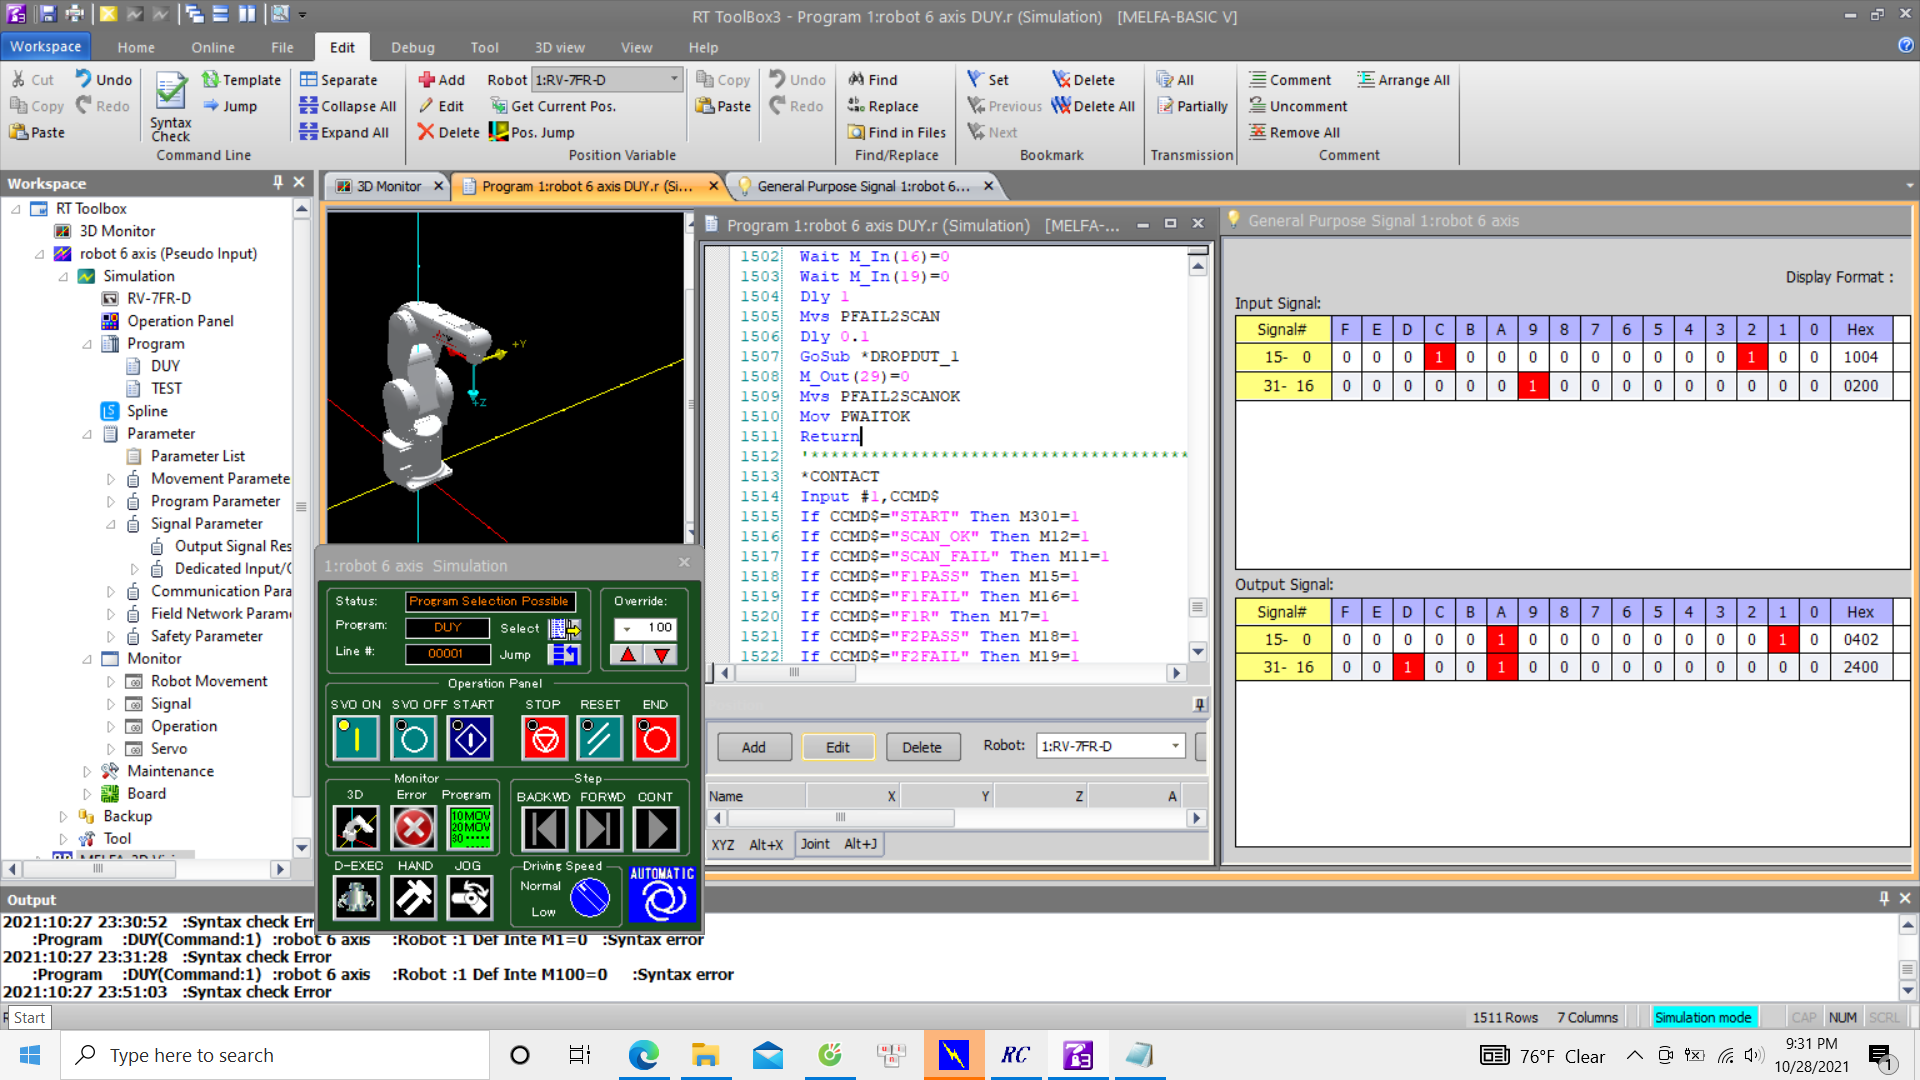 RT ToolBox3 - Program 1:robot 6 axis DUY.r (Simulation) [MELFA-BASIC V]
Workspace Home Online File Edit Debug Tool 3D view View Help
Cut Undo Template Separate Add Robot 1:RV-7FR-D Copy Undo Find Set Delete All Comment Arrange All
Copy Redo Jump Collapse All Edit Get Current Pos. Paste Redo Replace Previous Delete All Partially Uncomment
Paste Syntax Check Expand All Delete Pos. Jump Find in Files Next Remove All
Command Line Position Variable Find/Replace Bookmark Transmission Comment
Workspace
RT Toolbox
3D Monitor
robot 6 axis (Pseudo Input)
Simulation
RV-7FR-D
Operation Panel
Program
DUY
TEST
Spline
Parameter
Parameter List
Movement Paramete
Program Parameter
Signal Parameter
Output Signal Res
Dedicated Input/
Communication Para
Field Network Param
Safety Parameter
Monitor
Robot Movement
Signal
Operation
Servo
Maintenance
Board
Backup
Tool
3D Monitor Program 1:robot 6 axis DUY.r (Si... General Purpose Signal 1:robot 6...
+Y
+Z
Program 1:robot 6 axis DUY.r (Simulation) [MELFA-...
1502 Wait M_In(16)=0
1503 Wait M_In(19)=0
1504 Dly 1
1505 Mvs PFAIL2SCAN
1506 Dly 0.1
1507 GoSub *DROPDUT_1
1508 M_Out(29)=0
1509 Mvs PFAIL2SCANOK
1510 Mov PWAITOK
1511 Return
1512 '**************************************
1513 *CONTACT
1514 Input #1,CCMD$
1515 If CCMD$="START" Then M301=1
1516 If CCMD$="SCAN_OK" Then M12=1
1517 If CCMD$="SCAN_FAIL" Then M11=1
1518 If CCMD$="F1PASS" Then M15=1
1519 If CCMD$="F1FAIL" Then M16=1
1520 If CCMD$="F1R" Then M17=1
1521 If CCMD$="F2PASS" Then M18=1
1522 If CCMD$="F2FAIL" Then M19=1
Add Edit Delete Robot: 1:RV-7FR-D
Name X Y Z A
XYZ Alt+X Joint Alt+J
General Purpose Signal 1:robot 6 axis
Display Format :
Input Signal:
Signal# F E D C B A 9 8 7 6 5 4 3 2 1 0 Hex
15- 0 0 0 0 1 0 0 0 0 0 0 0 0 0 1 0 0 1004
31- 16 0 0 0 0 0 0 1 0 0 0 0 0 0 0 0 0 0200
Output Signal:
Signal# F E D C B A 9 8 7 6 5 4 3 2 1 0 Hex
15- 0 0 0 0 0 0 1 0 0 0 0 0 0 0 0 1 0 0402
31- 16 0 0 1 0 0 1 0 0 0 0 0 0 0 0 0 0 2400
1:robot 6 axis Simulation
Status: Program Selection Possible Override:
Program: DUY Select 100
Line #: 00001 Jump
Operation Panel
SVO ON SVO OFF START STOP RESET END
Monitor Step
3D Error Program BACKWD FORWD CONT
10 MOV
20 MOV
30 .....
D-EXEC HAND JOG Driving Speed AUTOMATIC
Normal
Low
Output
2021:10:27 23:30:52 :Syntax check Err
:Program :DUY(Command:1) :robot 6 axis :Robot :1 Def Inte M1=0 :Syntax error
2021:10:27 23:31:28 :Syntax check Error
:Program :DUY(Command:1) :robot 6 axis :Robot :1 Def Inte M100=0 :Syntax error
2021:10:27 23:51:03 :Syntax check Error
Start 1511 Rows 7 Columns Simulation mode CAP NUM SCRL
Type here to search RC 76°F Clear 9:31 PM
10/28/2021 1